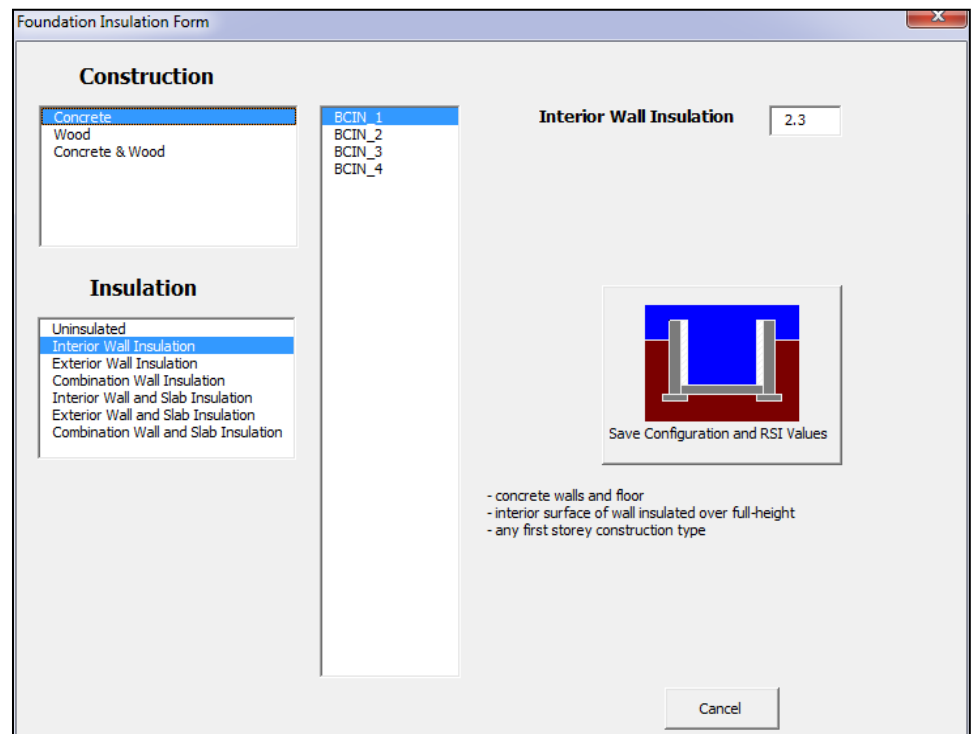 Foundation Insulation Form
Construction
Concrete
Wood
Concrete & Wood
BCIN_1
BCIN_2
BCIN_3
BCIN_4
Interior Wall Insulation 2.3
Insulation
Uninsulated
Interior Wall Insulation
Exterior Wall Insulation
Combination Wall Insulation
Interior Wall and Slab Insulation
Exterior Wall and Slab Insulation
Combination Wall and Slab Insulation
Save Configuration and RSI Values
- concrete walls and floor
- interior surface of wall insulated over full-height
- any first storey construction type
Cancel